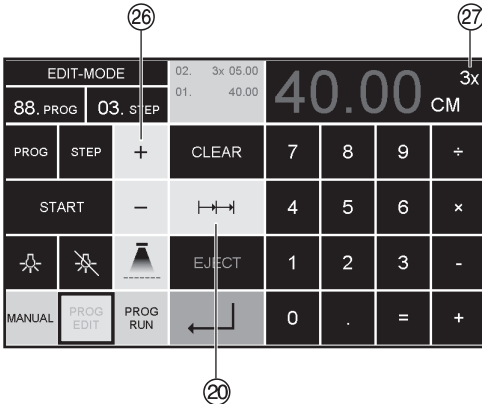 26 27
EDIT-MODE 02. 3x 05.00 40.00 3x
88. PROG 03. STEP 01. 40.00 CM
PROG STEP + CLEAR 7 8 9 ÷
START − 4 5 6 ×
EJECT 1 2 3 -
MANUAL PROG EDIT PROG RUN 0 . = +
20